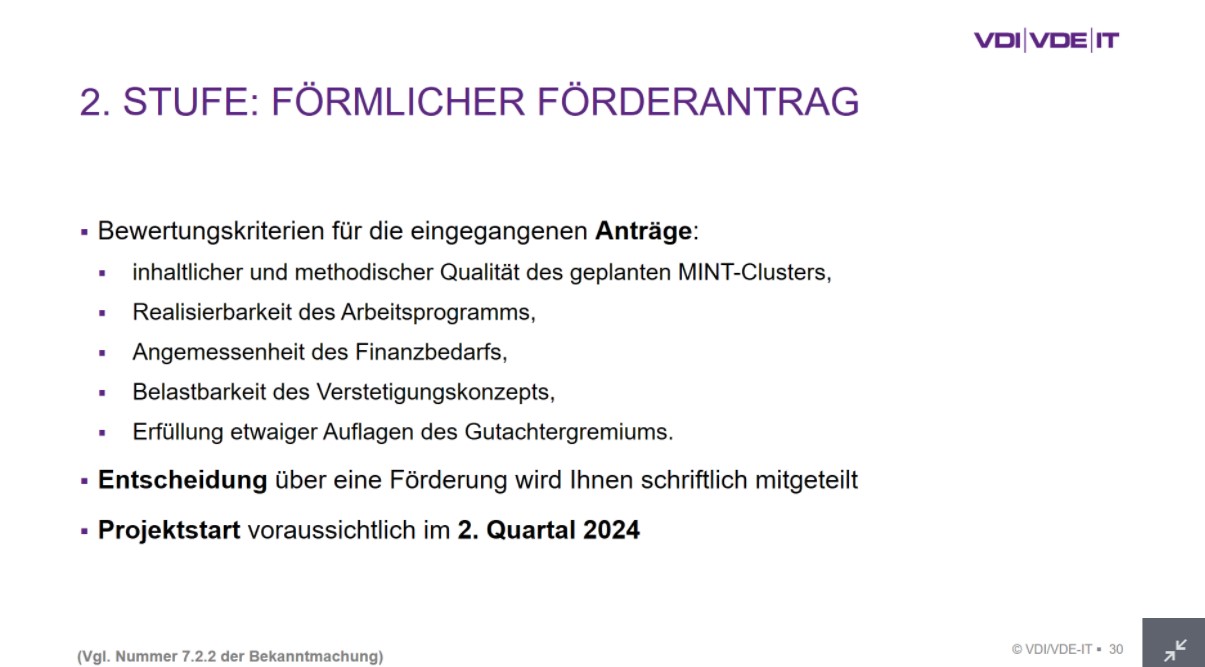 VDI|VDE|IT
2. STUFE: FÖRMLICHER FÖRDERANTRAG
▪ Bewertungskriterien für die eingegangenen Anträge:
▪ inhaltlicher und methodischer Qualität des geplanten MINT-Clusters,
▪ Realisierbarkeit des Arbeitsprogramms,
▪ Angemessenheit des Finanzbedarfs,
▪ Belastbarkeit des Verstetigungskonzepts,
▪ Erfüllung etwaiger Auflagen des Gutachtergremiums.
▪ Entscheidung über eine Förderung wird Ihnen schriftlich mitgeteilt
▪ Projektstart voraussichtlich im 2. Quartal 2024
(Vgl. Nummer 7.2.2 der Bekanntmachung)
© VDI/VDE-IT ▪ 30